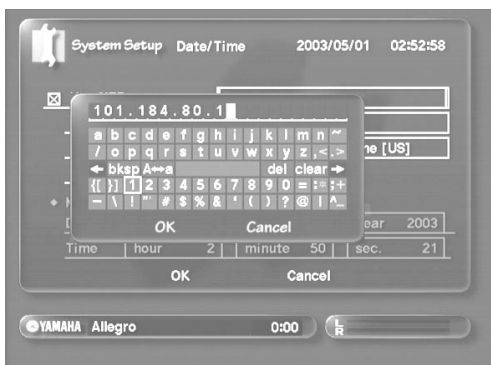 System Setup Date/Time 2003/05/01 02:52:58
101.184.80.1
a b c d e f g h i j k l m n ~
/ o p q r s t u v w x y z ,< .>
bksp A⇔a del clear
{[ }] 1 2 3 4 5 6 7 8 9 0 = :* ;+
- \ ! "' # $ % & ' ( ) ? @ | ^_
OK Cancel
ne [US]
ear 2003
Time hour 2 minute 50 sec. 21
OK Cancel
YAMAHA Allegro 0:00 L
R